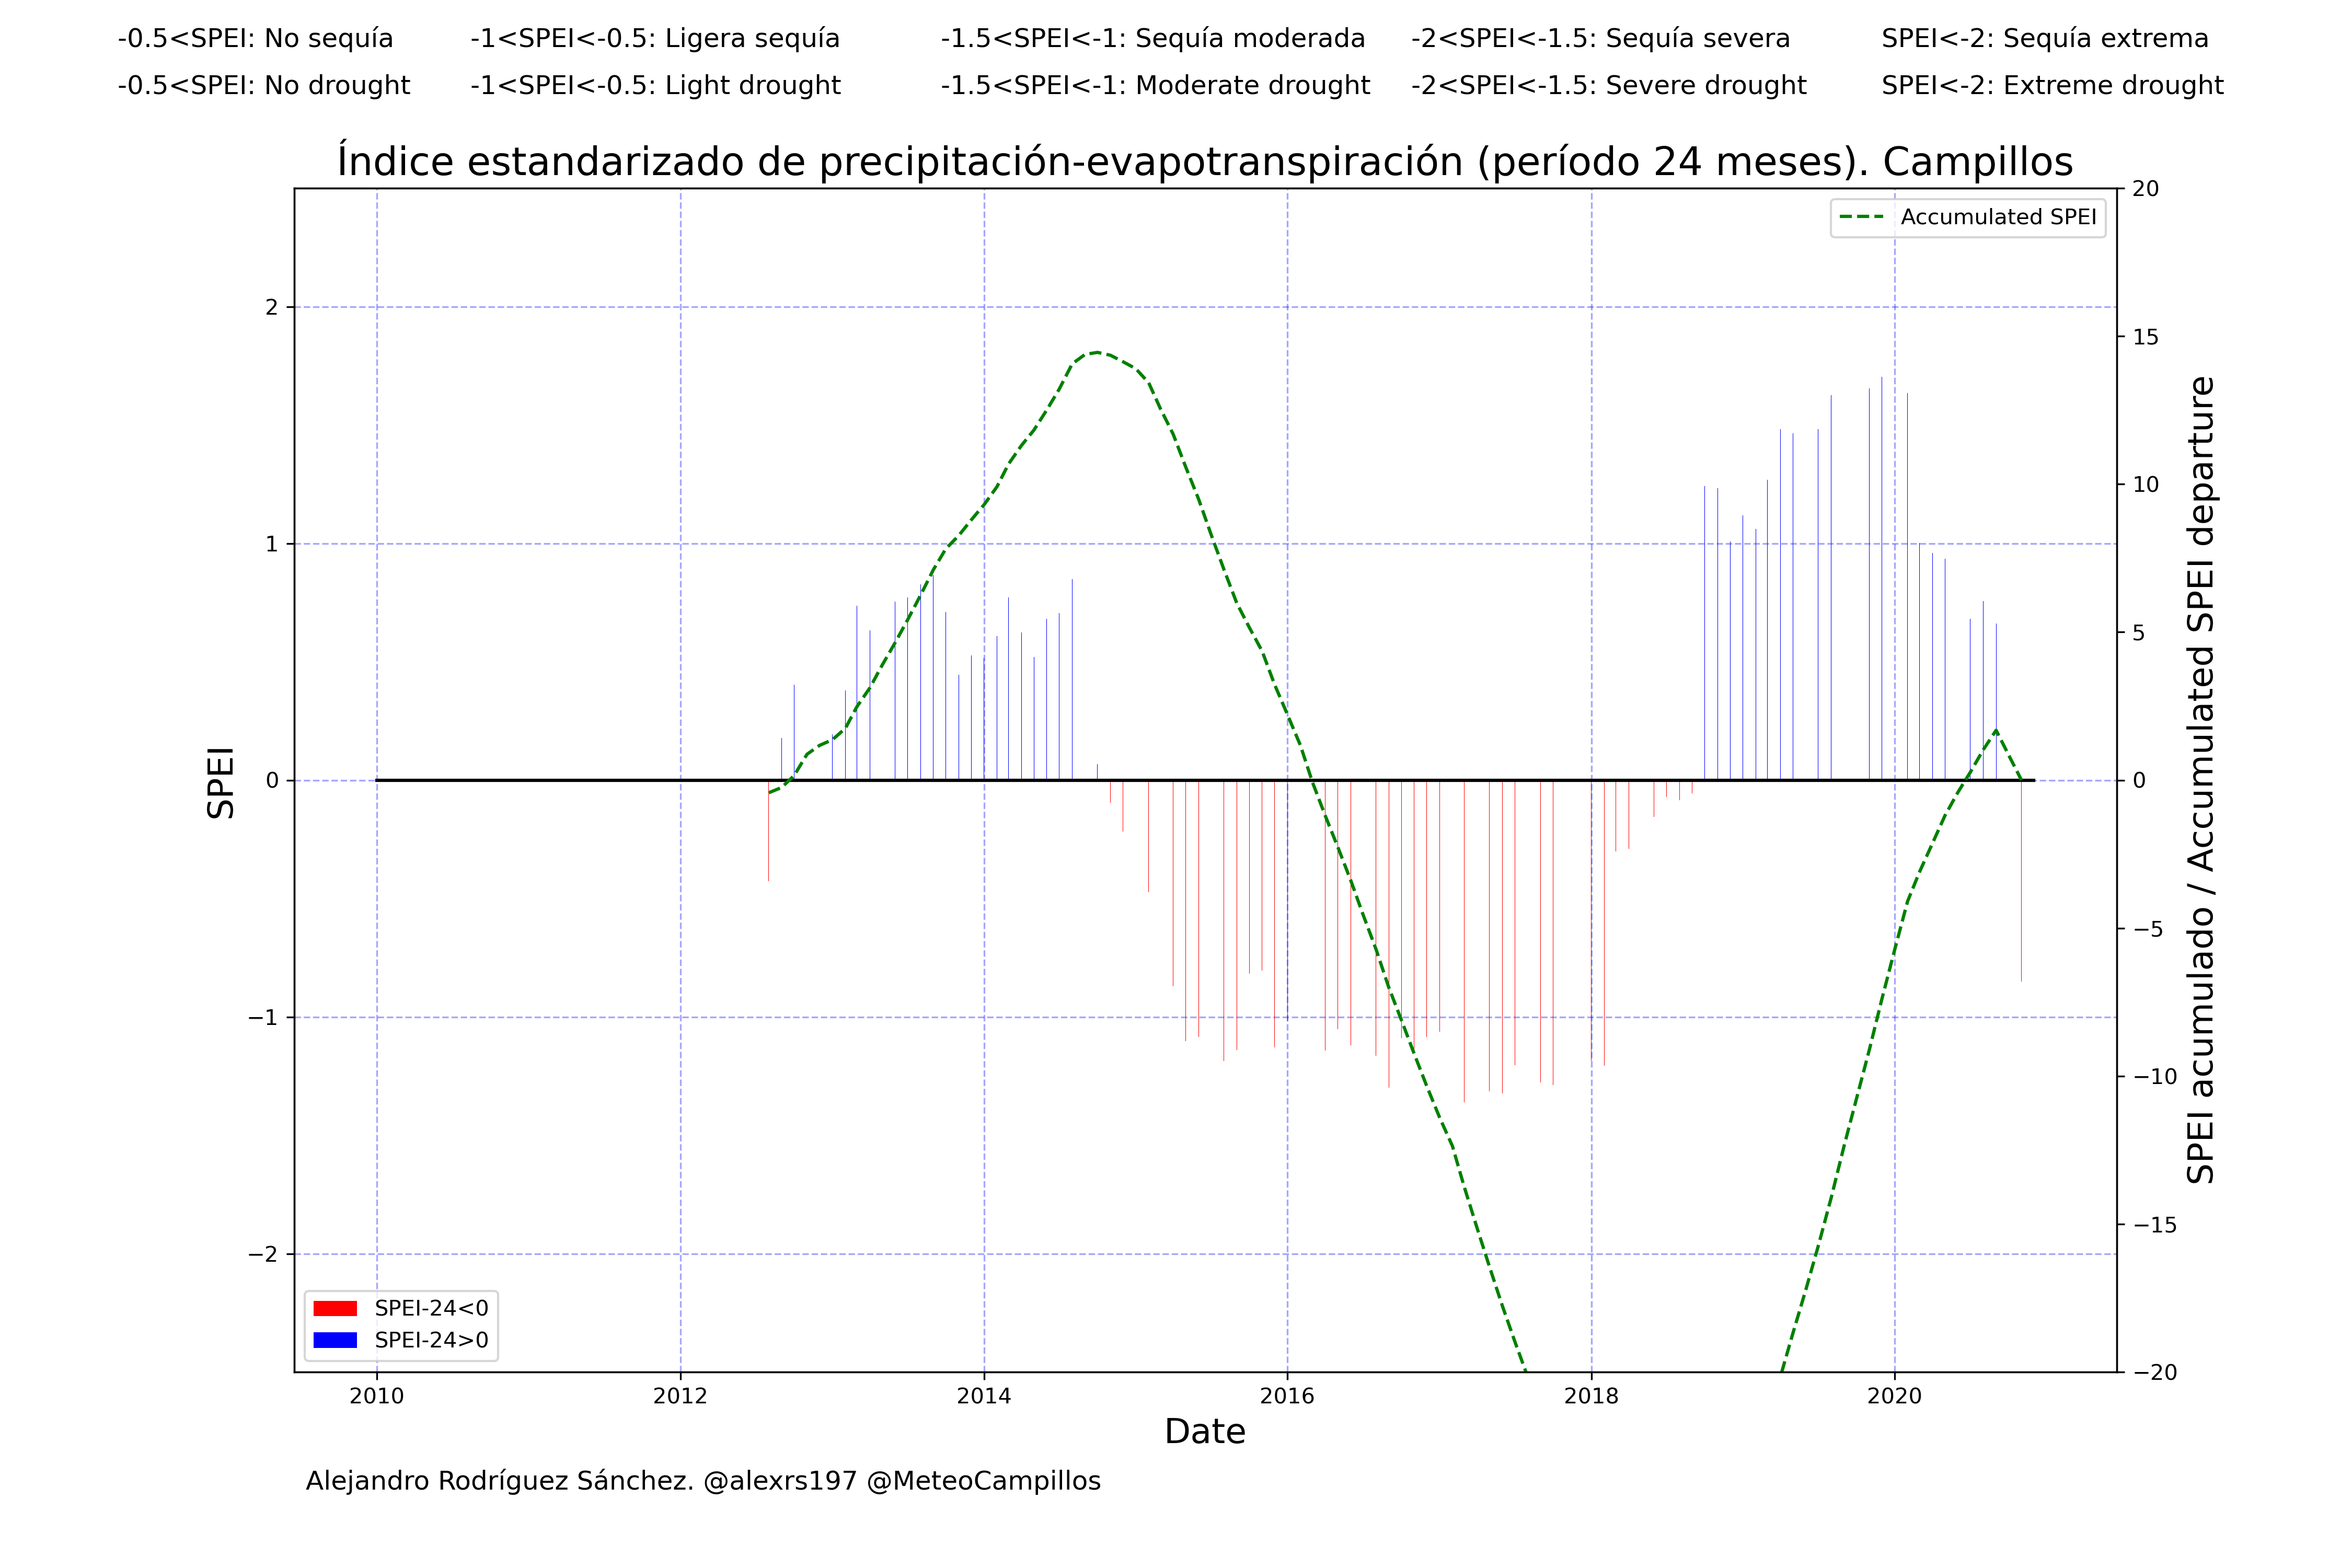 -0.5<SPEI: No sequía -1<SPEI<-0.5: Ligera sequía -1.5<SPEI<-1: Sequía moderada -2<SPEI<-1.5: Sequía severa SPEI<-2: Sequía extrema
-0.5<SPEI: No drought -1<SPEI<-0.5: Light drought -1.5<SPEI<-1: Moderate drought -2<SPEI<-1.5: Severe drought SPEI<-2: Extreme drought
Índice estandarizado de precipitación-evapotranspiración (período 24 meses). Campillos
Accumulated SPEI
2
1
0
−1
−2
SPEI
20
15
10
5
0
−5
−10
−15
−20
SPEI acumulado / Accumulated SPEI departure
SPEI-24<0
SPEI-24>0
2010 2012 2014 2016 2018 2020
Date
Alejandro Rodríguez Sánchez. @alexrs197 @MeteoCampillos